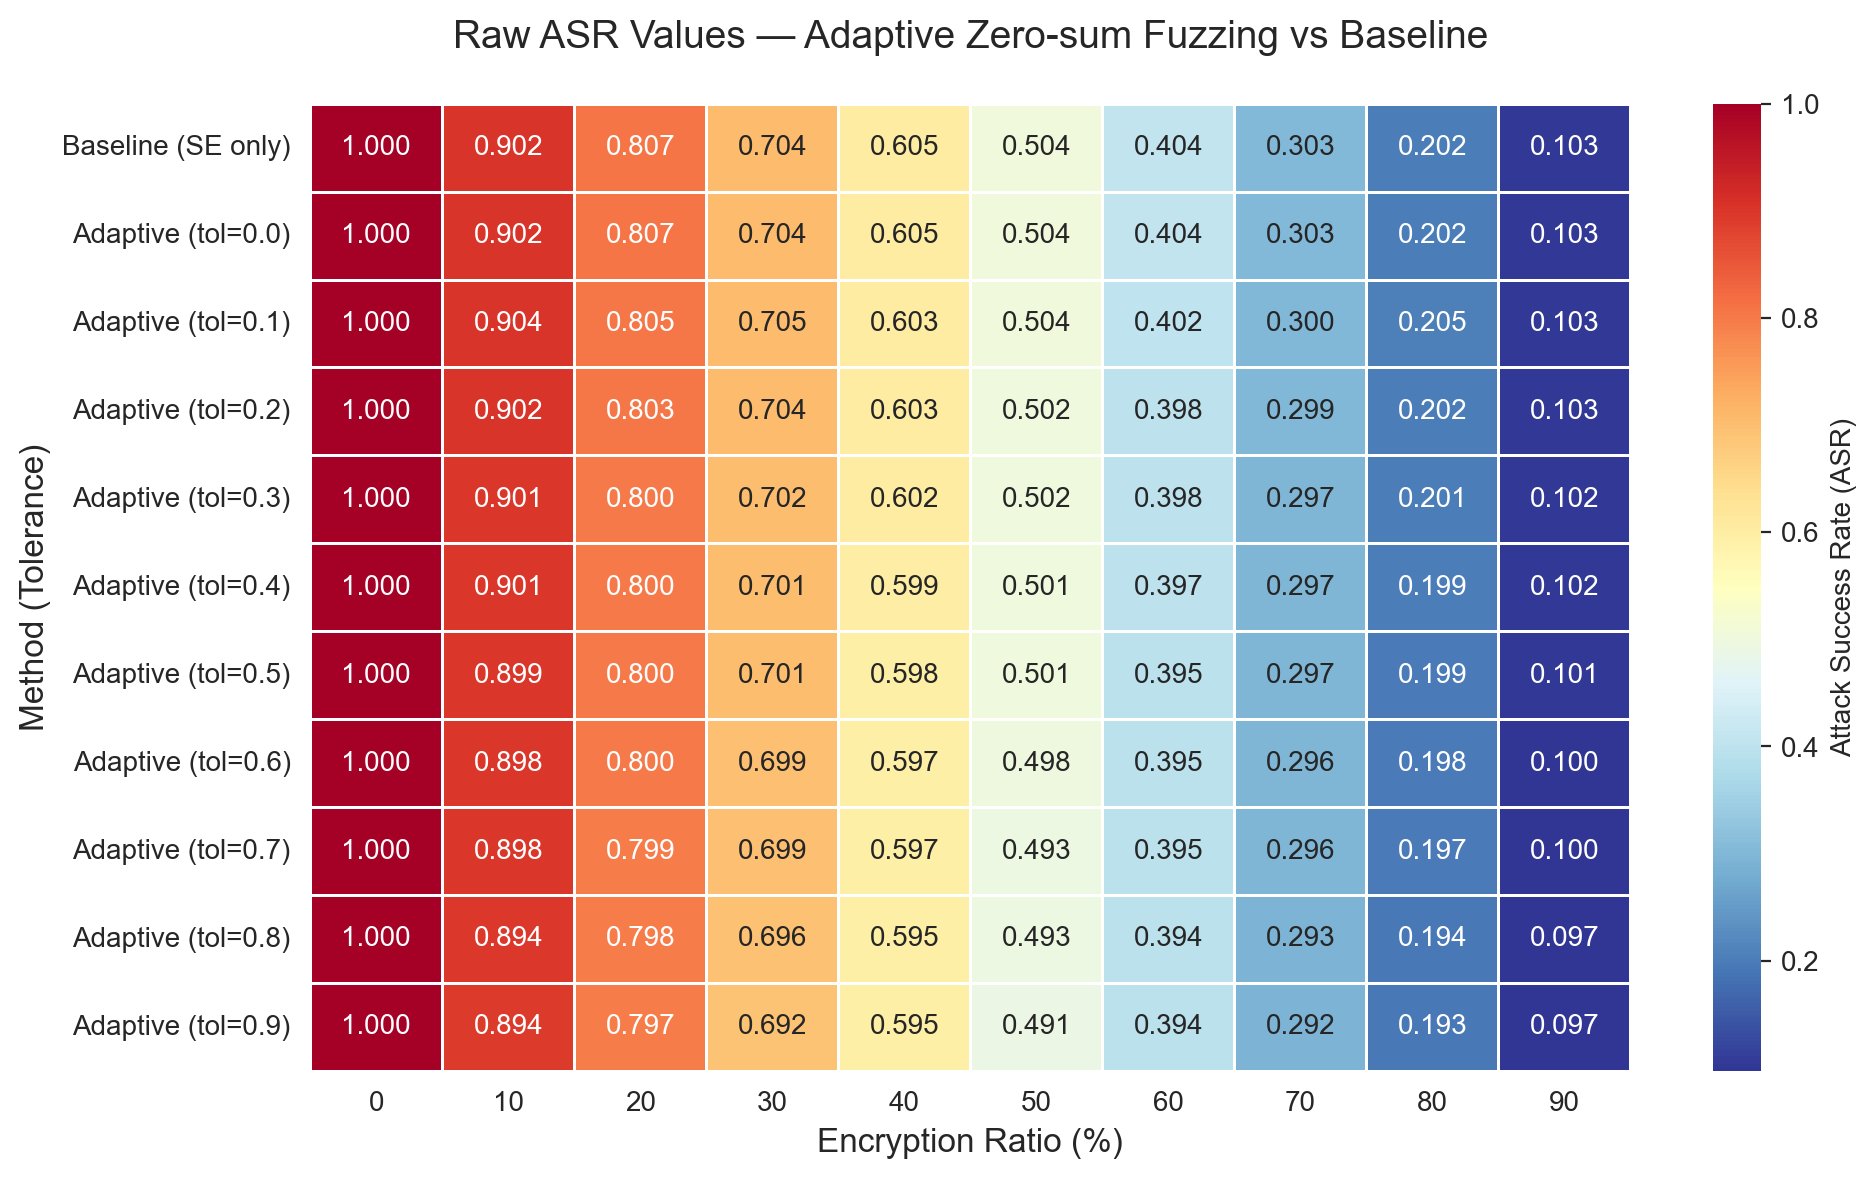 Raw ASR Values — Adaptive Zero-sum Fuzzing vs Baseline
Baseline (SE only) 1.000 0.902 0.807 0.704 0.605 0.504 0.404 0.303 0.202 0.103
Adaptive (tol=0.0) 1.000 0.902 0.807 0.704 0.605 0.504 0.404 0.303 0.202 0.103
Adaptive (tol=0.1) 1.000 0.904 0.805 0.705 0.603 0.504 0.402 0.300 0.205 0.103
Adaptive (tol=0.2) 1.000 0.902 0.803 0.704 0.603 0.502 0.398 0.299 0.202 0.103
Adaptive (tol=0.3) 1.000 0.901 0.800 0.702 0.602 0.502 0.398 0.297 0.201 0.102
Adaptive (tol=0.4) 1.000 0.901 0.800 0.701 0.599 0.501 0.397 0.297 0.199 0.102
Adaptive (tol=0.5) 1.000 0.899 0.800 0.701 0.598 0.501 0.395 0.297 0.199 0.101
Adaptive (tol=0.6) 1.000 0.898 0.800 0.699 0.597 0.498 0.395 0.296 0.198 0.100
Adaptive (tol=0.7) 1.000 0.898 0.799 0.699 0.597 0.493 0.395 0.296 0.197 0.100
Adaptive (tol=0.8) 1.000 0.894 0.798 0.696 0.595 0.493 0.394 0.293 0.194 0.097
Adaptive (tol=0.9) 1.000 0.894 0.797 0.692 0.595 0.491 0.394 0.292 0.193 0.097
0 10 20 30 40 50 60 70 80 90
Encryption Ratio (%)
Method (Tolerance)
1.0
0.8
0.6
0.4
0.2
Attack Success Rate (ASR)